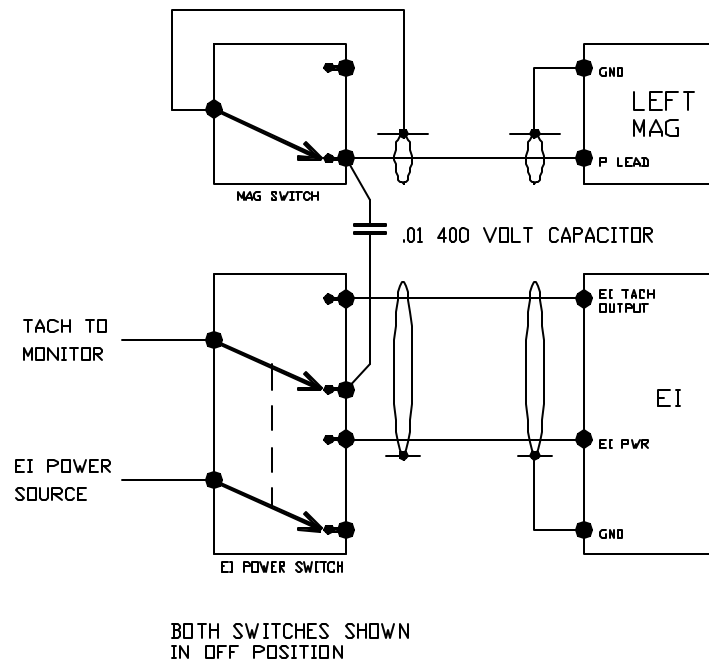 GND
LEFT
MAG
P LEAD
MAG SWITCH
.01 400 VOLT CAPACITOR
EI TACH
OUTPUT
TACH TO
MONITOR
EI
EI PWR
EI POWER
SOURCE
GND
EI POWER SWITCH
BOTH SWITCHES SHOWN
IN OFF POSITION